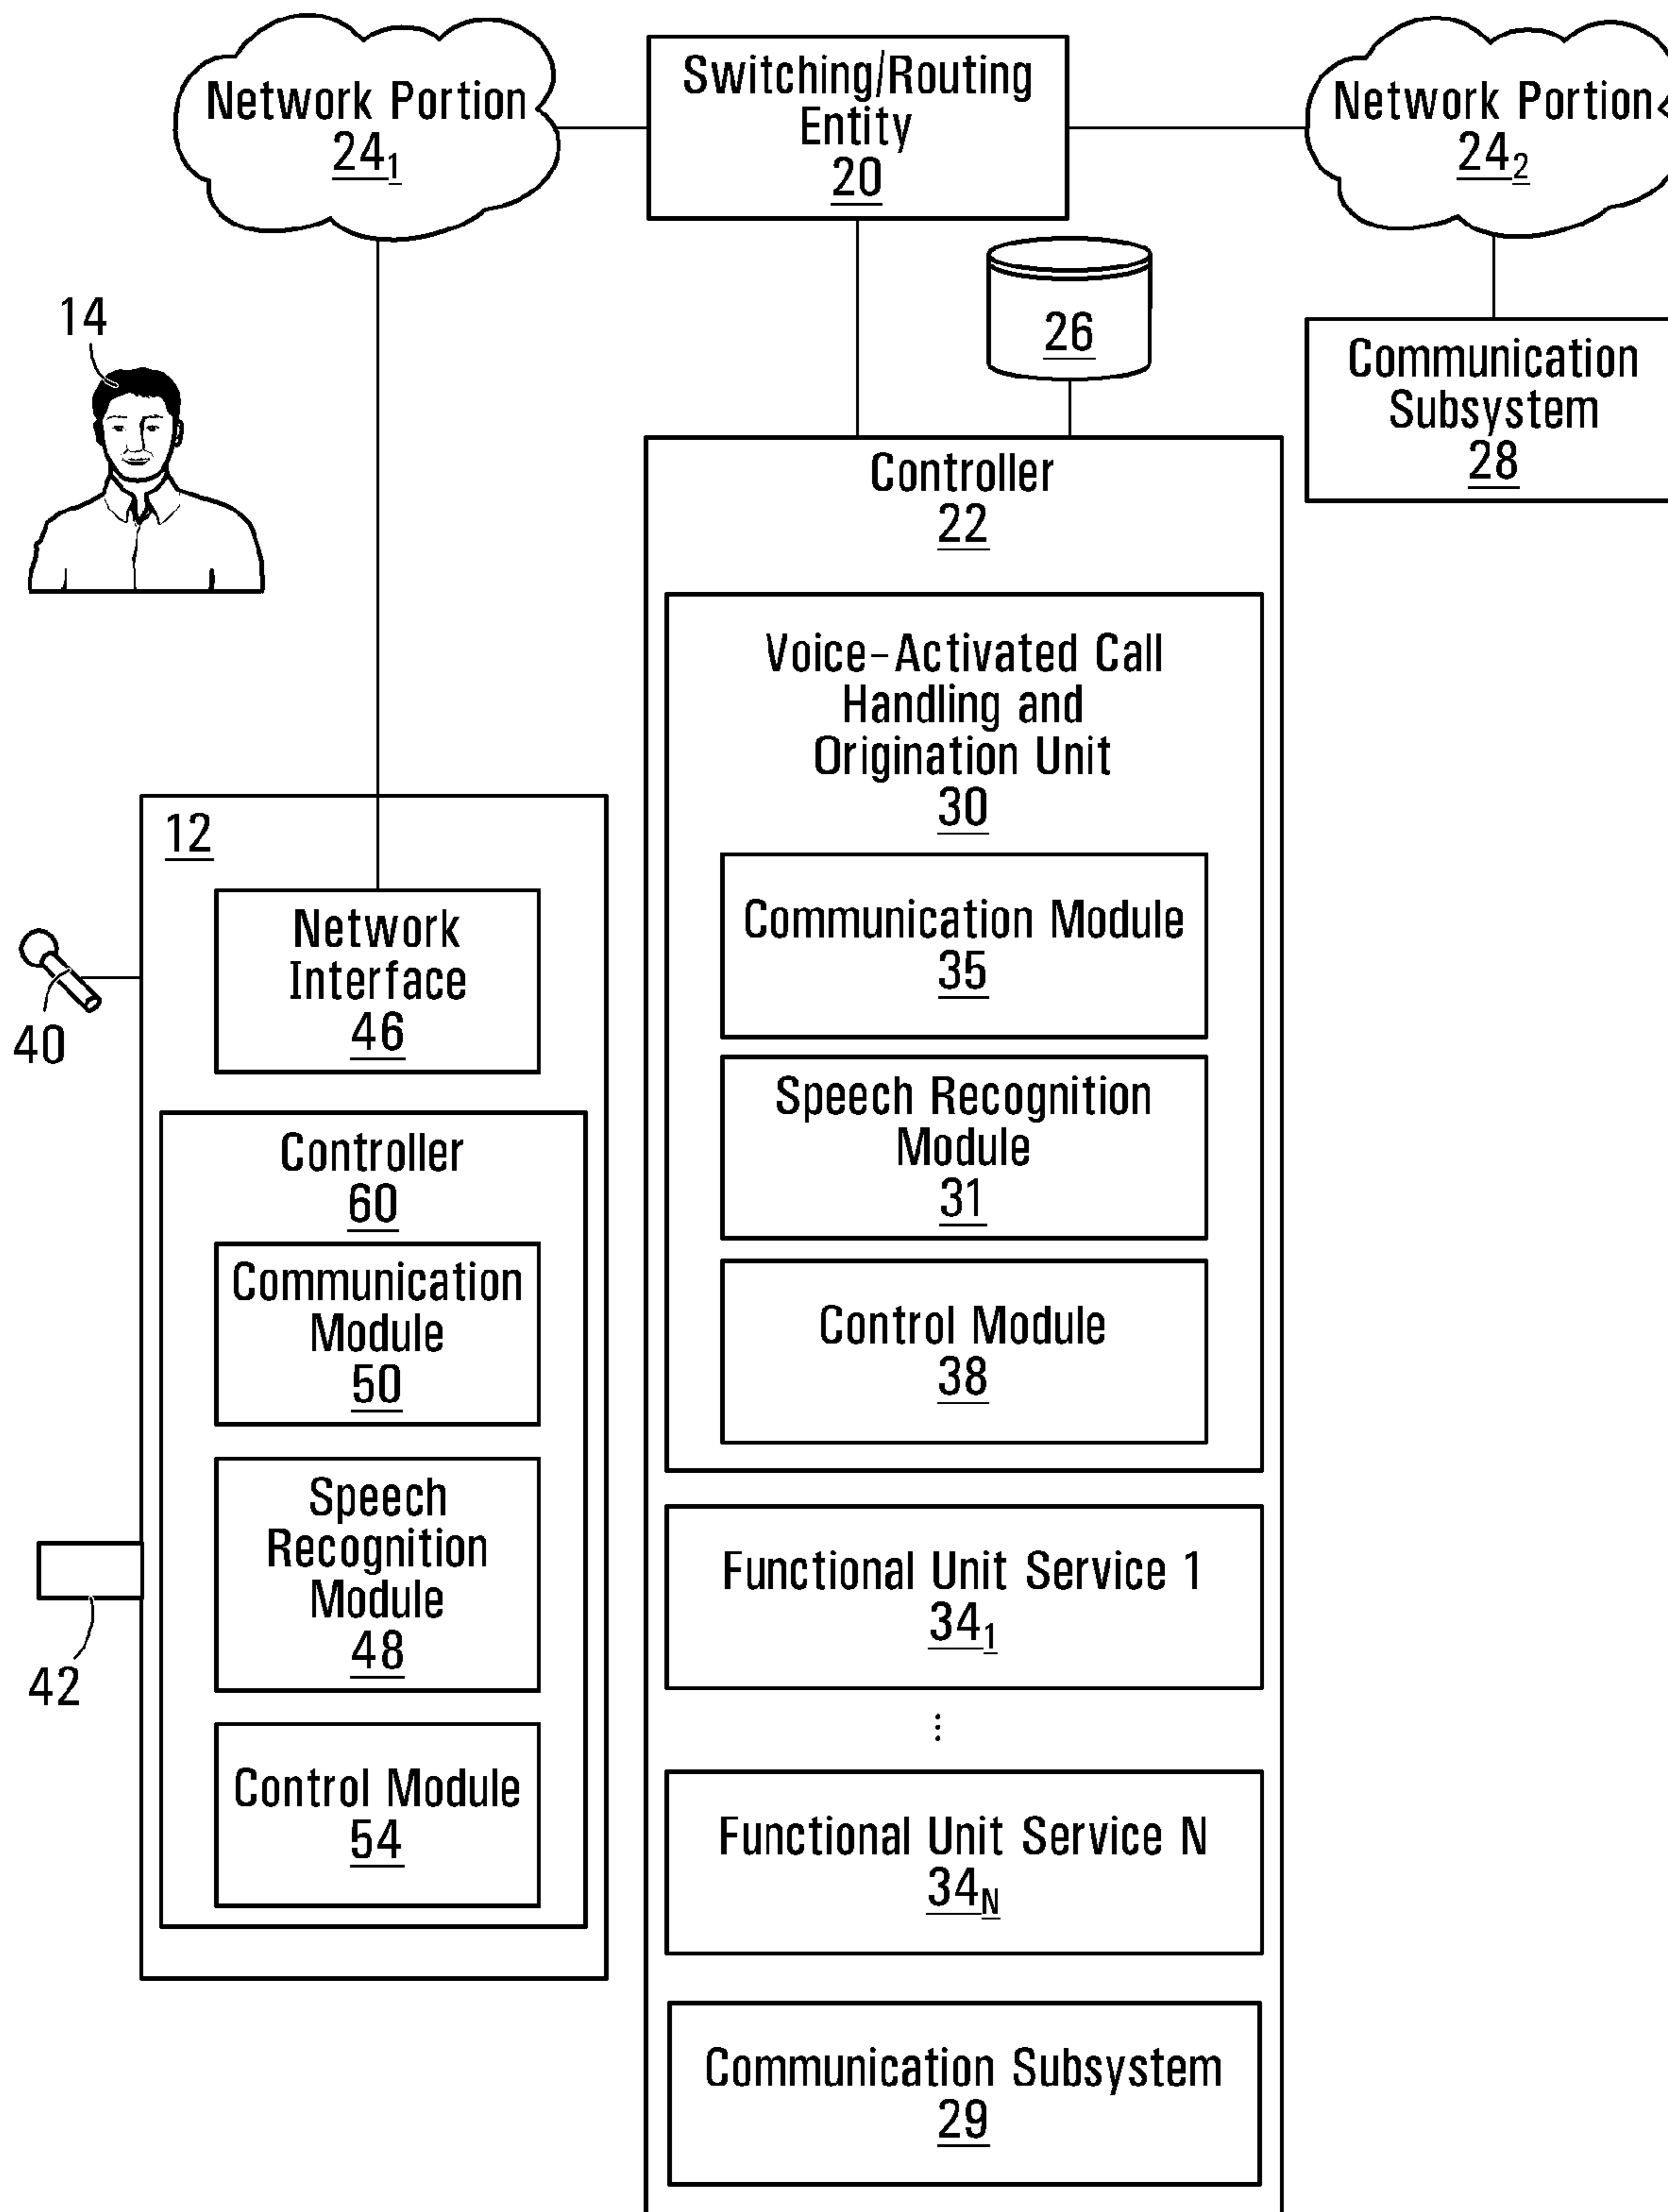 Network Portion
24₁
Switching/Routing
Entity
20
Network Portion
24₂
14
26
Communication
Subsystem
28
Controller
22
Voice-Activated Call
Handling and
Origination Unit
30
12
Network
Interface
46
40
Communication Module
35
Speech Recognition
Module
31
Controller
60
Communication
Module
50
Control Module
38
Speech
Recognition
Module
48
42
Functional Unit Service 1
34₁
⋮
Control Module
54
Functional Unit Service N
34N
Communication Subsystem
29